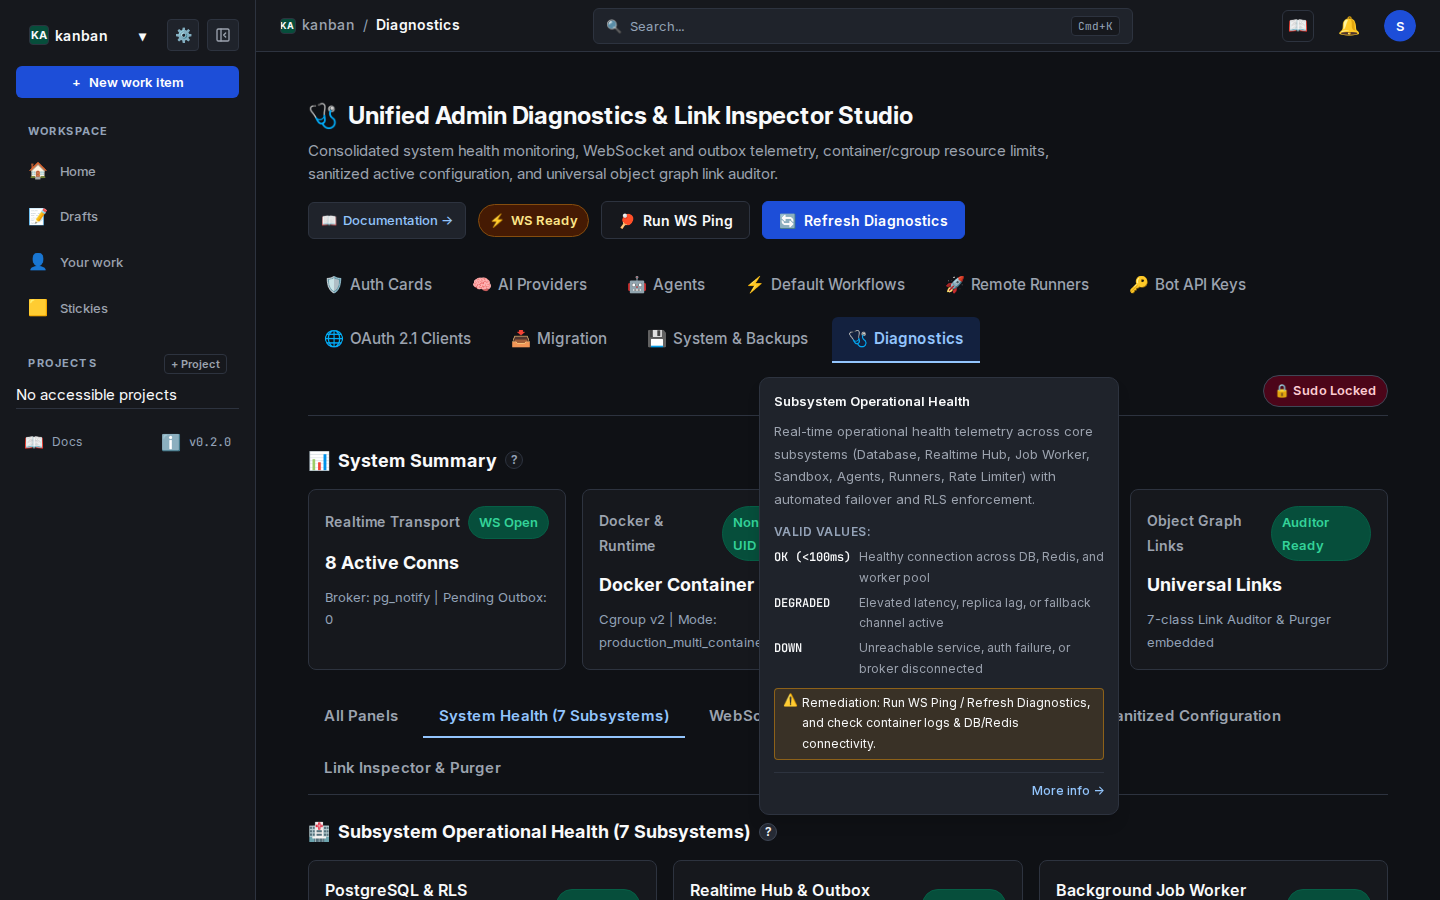 KA kanban ▼
+ New work item
WORKSPACE
Home
Drafts
Your work
Stickies
PROJECTS + Project
No accessible projects
Docs v0.2.0
KA kanban / Diagnostics
Search... Cmd+K
S
Unified Admin Diagnostics & Link Inspector Studio
Consolidated system health monitoring, WebSocket and outbox telemetry, container/cgroup resource limits,
sanitized active configuration, and universal object graph link auditor.
Documentation → WS Ready Run WS Ping Refresh Diagnostics
Auth Cards AI Providers Agents Default Workflows Remote Runners Bot API Keys
OAuth 2.1 Clients Migration System & Backups Diagnostics
Sudo Locked
System Summary ?
Realtime Transport WS Open
8 Active Conns
Broker: pg_notify | Pending Outbox:
0
Docker &
Runtime
Non
UID
Docker Container
Cgroup v2 | Mode:
production_multi_containe
Subsystem Operational Health
Real-time operational health telemetry across core
subsystems (Database, Realtime Hub, Job Worker,
Sandbox, Agents, Runners, Rate Limiter) with
automated failover and RLS enforcement.
VALID VALUES:
OK (<100ms) Healthy connection across DB, Redis, and
worker pool
DEGRADED Elevated latency, replica lag, or fallback
channel active
DOWN Unreachable service, auth failure, or
broker disconnected
Remediation: Run WS Ping / Refresh Diagnostics,
and check container logs & DB/Redis
connectivity.
More info →
Object Graph
Links
Auditor
Ready
Universal Links
7-class Link Auditor & Purger
embedded
All Panels System Health (7 Subsystems) WebSo anitized Configuration
Link Inspector & Purger
Subsystem Operational Health (7 Subsystems) ?
PostgreSQL & RLS Realtime Hub & Outbox Background Job Worker